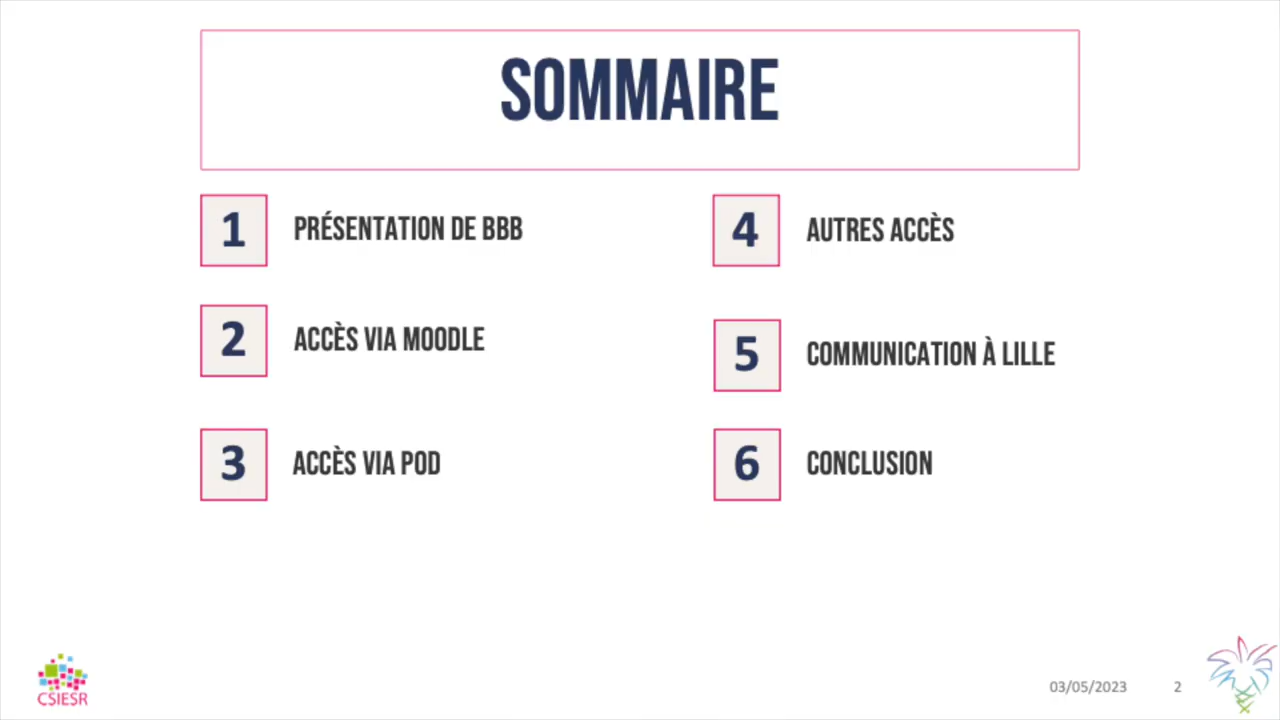 SOMMAIRE
1 PRÉSENTATION DE BBB
2 ACCÈS VIA MOODLE
3 ACCÈS VIA POD
4 AUTRES ACCÈS
5 COMMUNICATION À LILLE
6 CONCLUSION
CSIESR
03/05/2023 2